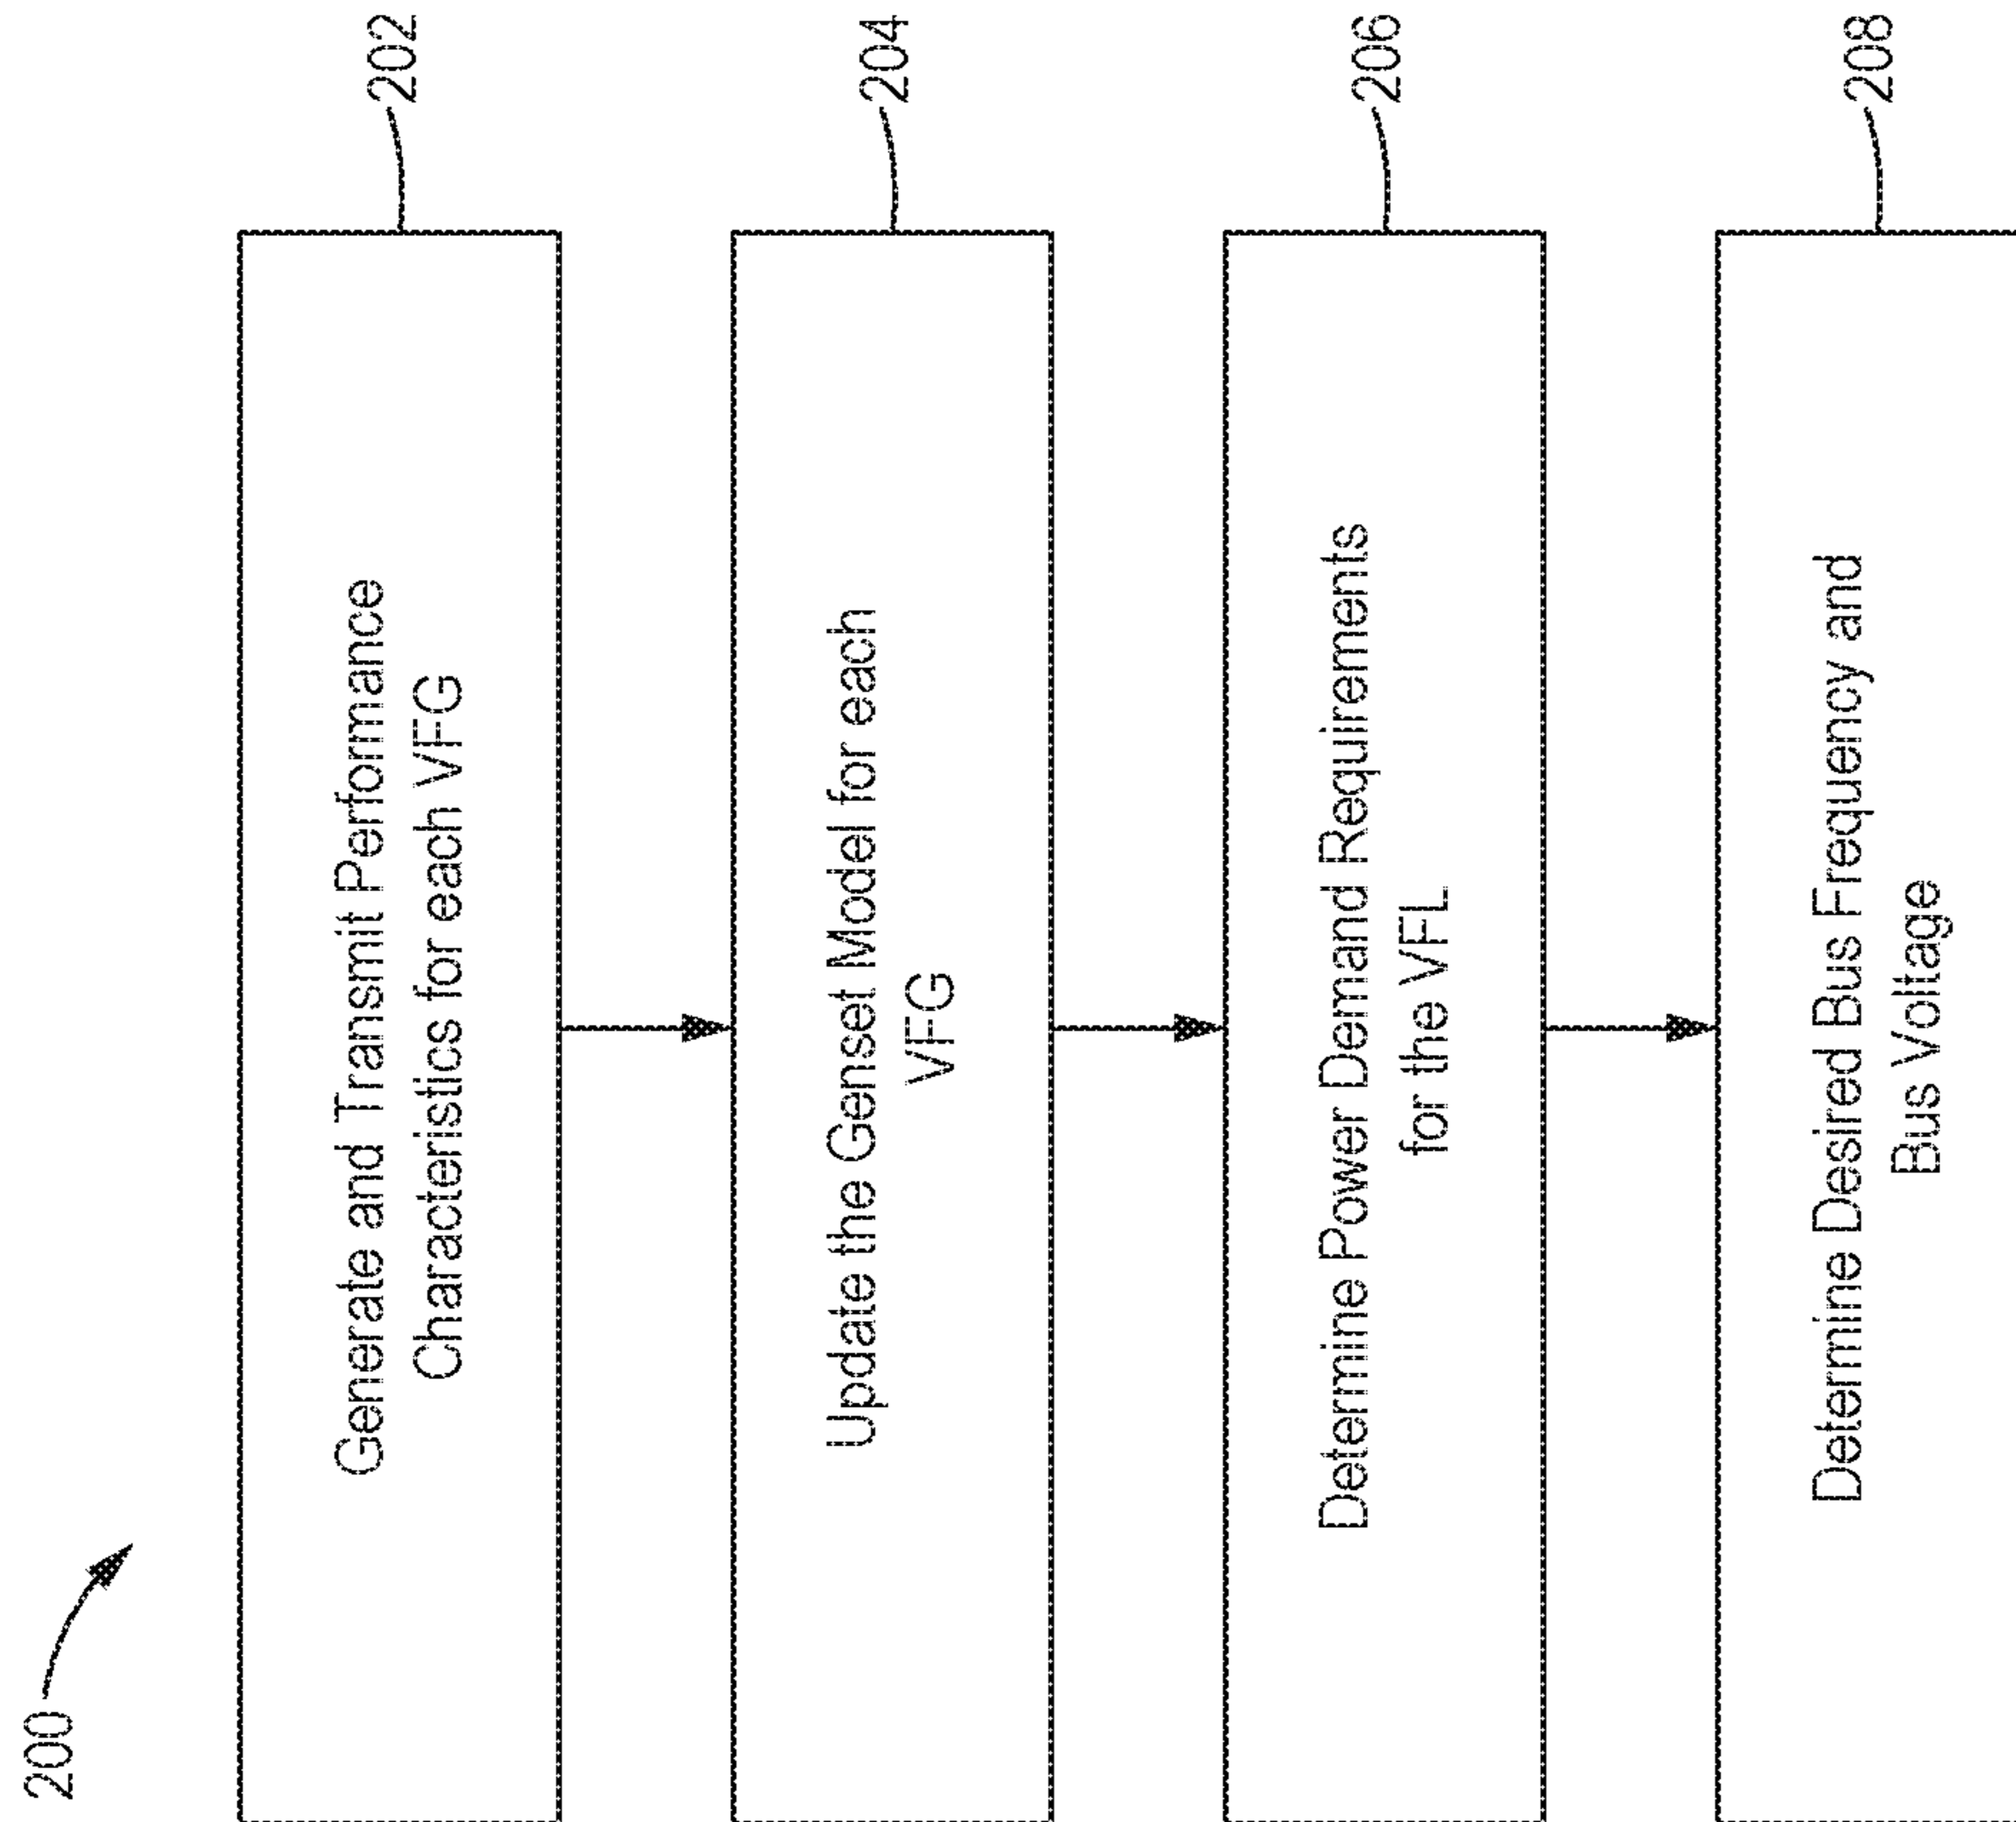 200
Generate and Transmit Performance
Characteristics for each VFG
202
Update the Genset Model for each
VFG
204
Determine Power Demand Requirements
for the VFL
206
Determine Desired Bus Frequency and
Bus Voltage
208